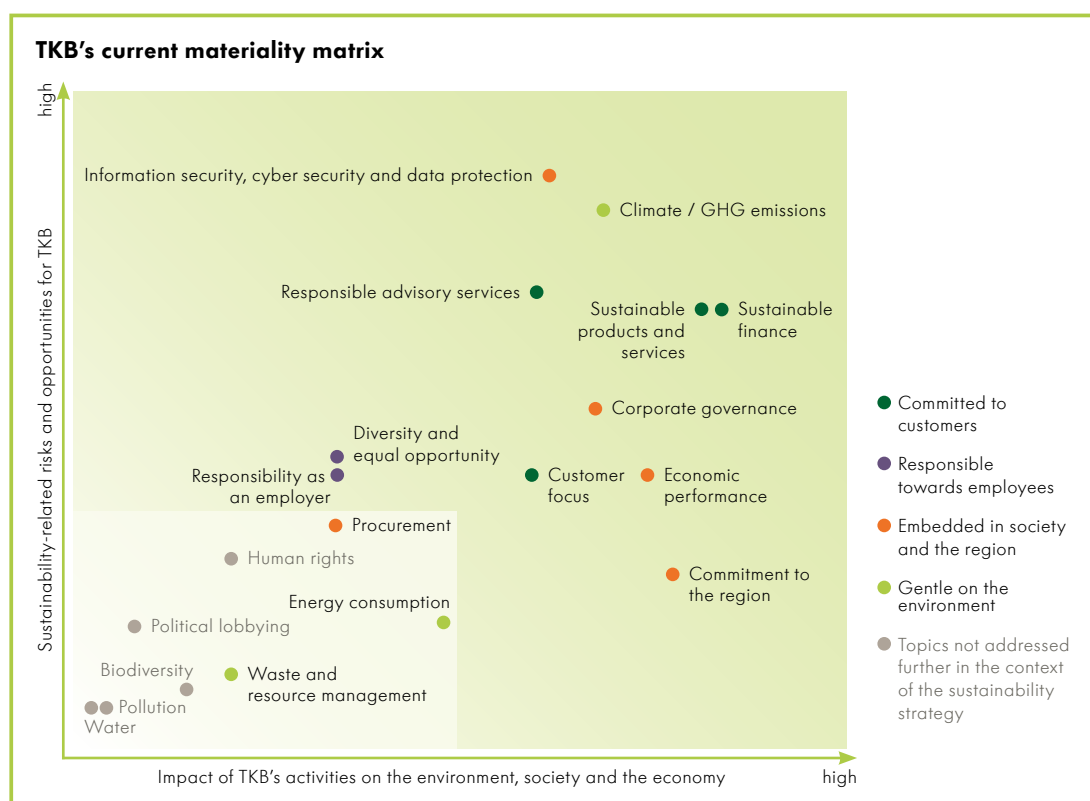 TKB's current materiality matrix
high
Sustainability-related risks and opportunities for TKB
Information security, cyber security and data protection
Climate / GHG emissions
Responsible advisory services
Sustainable
products and
services
Sustainable
finance
Corporate governance
Diversity and
equal opportunity
Responsibility as
an employer
Customer
focus
Economic
performance
Procurement
Human rights
Commitment to
the region
Energy consumption
Political lobbying
Biodiversity
Waste and
resource management
Pollution
Water
Impact of TKB's activities on the environment, society and the economy
high
Committed to
customers
Responsible
towards employees
Embedded in society
and the region
Gentle on the
environment
Topics not addressed
further in the context
of the sustainability
strategy